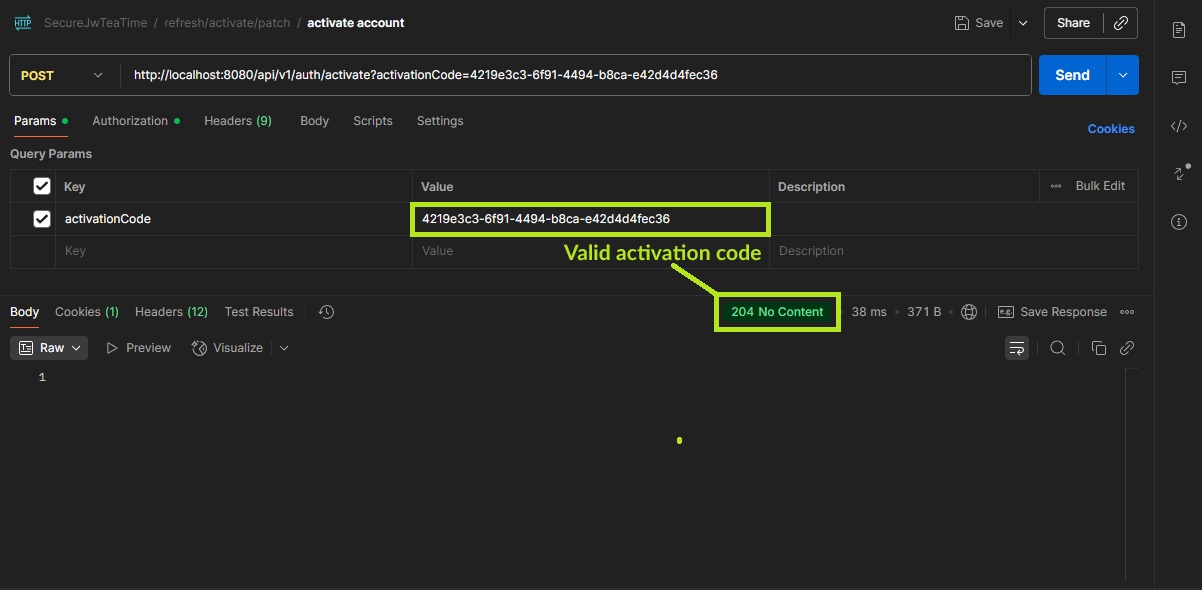 HTTP SecureJwTeaTime / refresh/activate/patch / activate account Save Share
POST http://localhost:8080/api/v1/auth/activate?activationCode=4219e3c3-6f91-4494-b8ca-e42d4d4fec36 Send
Params Authorization Headers (9) Body Scripts Settings Cookies
Query Params
Key Value Description Bulk Edit
activationCode 4219e3c3-6f91-4494-b8ca-e42d4d4fec36
Key Value Description
Valid activation code
Body Cookies (1) Headers (12) Test Results 204 No Content 38 ms 371 B e.g. Save Response
Raw Preview Visualize
1